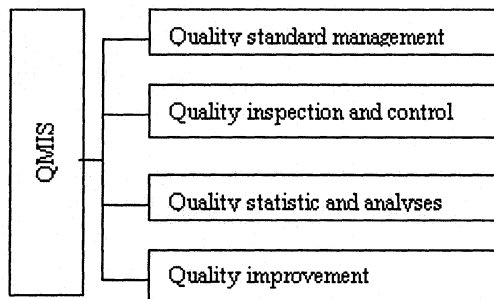 QMIS
Quality standard management
Quality inspection and control
Quality statistic and analyses
Quality improvement